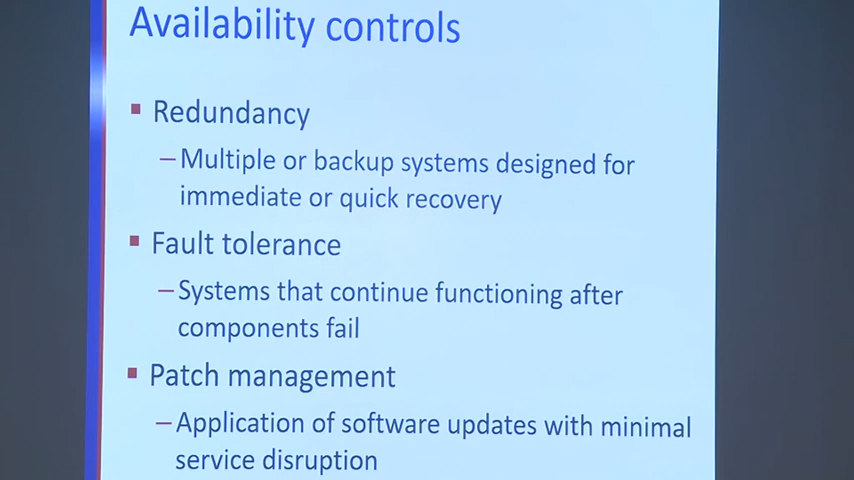 Availability controls
▪ Redundancy
– Multiple or backup systems designed for
immediate or quick recovery
▪ Fault tolerance
– Systems that continue functioning after
components fail
▪ Patch management
– Application of software updates with minimal
service disruption